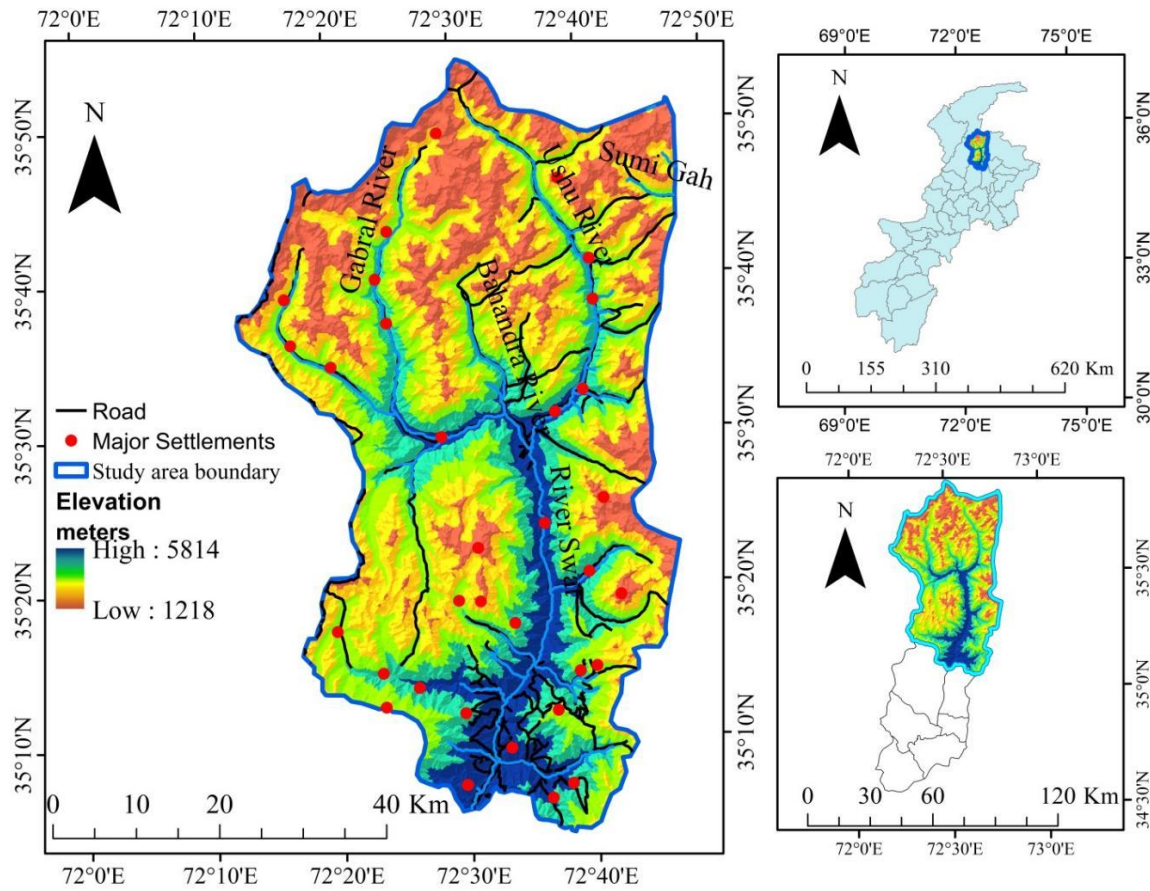 72°0'E 72°10'E 72°20'E 72°30'E 72°40'E 72°50'E
N
35°50'N
35°40'N
35°30'N
35°20'N
35°10'N
Gabral River
Ushu River
Sumi Gah
Bahandra River
River Swat
Road
Major Settlements
Study area boundary
Elevation
meters
High : 5814
Low : 1218
0 10 20 40 Km
35°50'N
35°40'N
35°30'N
35°20'N
35°10'N
72°0'E 72°10'E 72°20'E 72°30'E 72°40'E
69°0'E 72°0'E 75°0'E
N
36°0'N
33°0'N
30°0'N
0 155 310 620 Km
69°0'E 72°0'E 75°0'E
72°0'E 72°30'E 73°0'E
N
35°30'N
35°0'N
34°30'N
0 30 60 120 Km
72°0'E 72°30'E 73°0'E